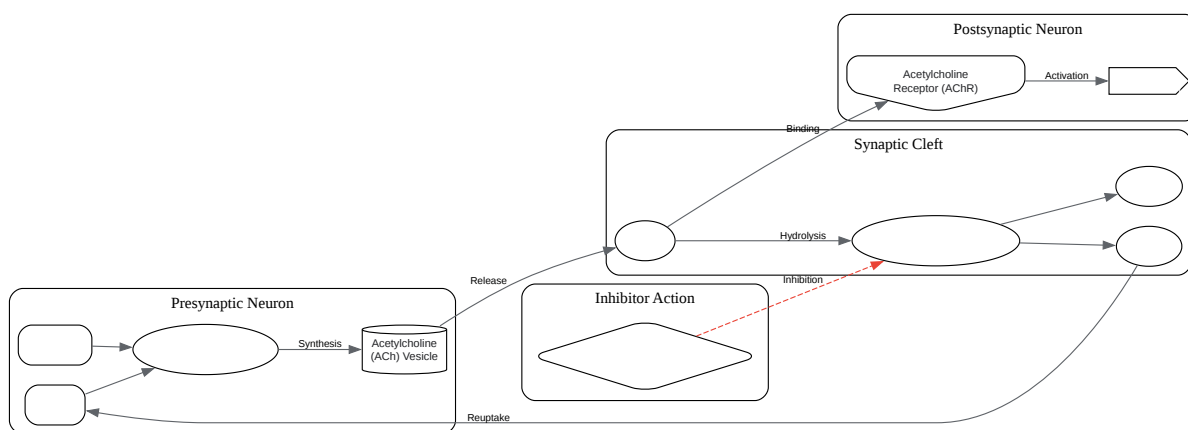 Postsynaptic Neuron
Acetylcholine
Receptor (AChR)
Activation
Binding
Synaptic Cleft
Hydrolysis
Release
Inhibition
Presynaptic Neuron
Inhibitor Action
Synthesis
Acetylcholine
(ACh) Vesicle
Reuptake